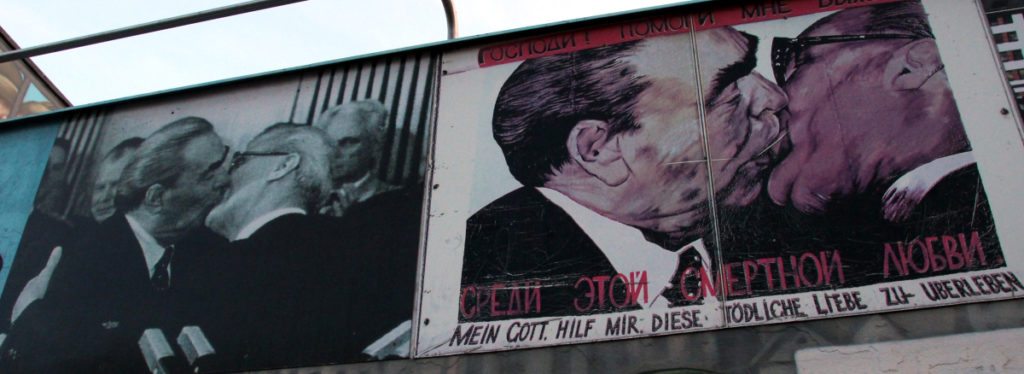 ГОСПОДИ! ПОМОГИ МНЕ
СРЕДИ ЭТОЙ СМЕРТНОЙ ЛЮБВИ
MEIN GOTT. HILF MIR, DIESE TÖDLICHE LIEBE ZU ÜBERLEBEN